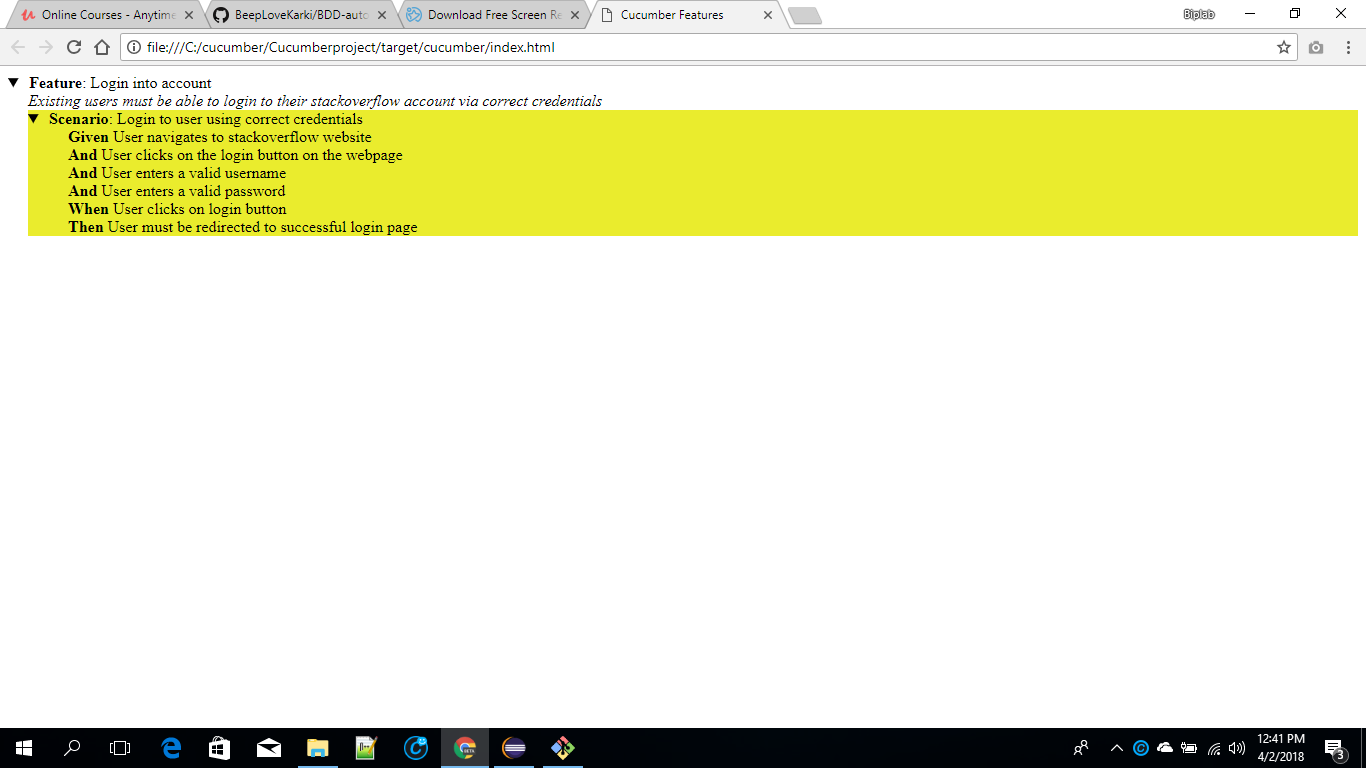 Online Courses - Anytime
BeepLoveKarki/BDD-auto
Download Free Screen Re
Cucumber Features
Biplab
file:///C:/cucumber/Cucumberproject/target/cucumber/index.html
Feature: Login into account
Existing users must be able to login to their stackoverflow account via correct credentials
Scenario: Login to user using correct credentials
Given User navigates to stackoverflow website
And User clicks on the login button on the webpage
And User enters a valid username
And User enters a valid password
When User clicks on login button
Then User must be redirected to successful login page
BETA
12:41 PM
4/2/2018
3